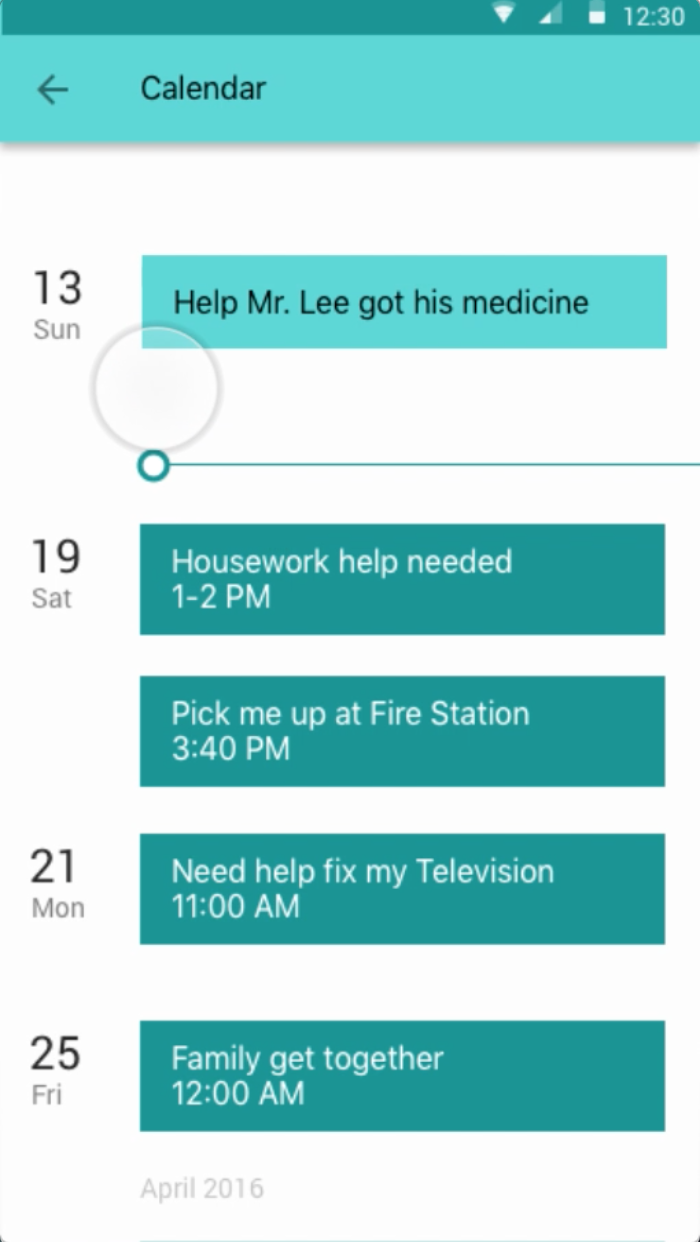 12:30
Calendar
13
Sun
Help Mr. Lee got his medicine
19
Sat
Housework help needed
1-2 PM
Pick me up at Fire Station
3:40 PM
21
Mon
Need help fix my Television
11:00 AM
25
Fri
Family get together
12:00 AM
April 2016